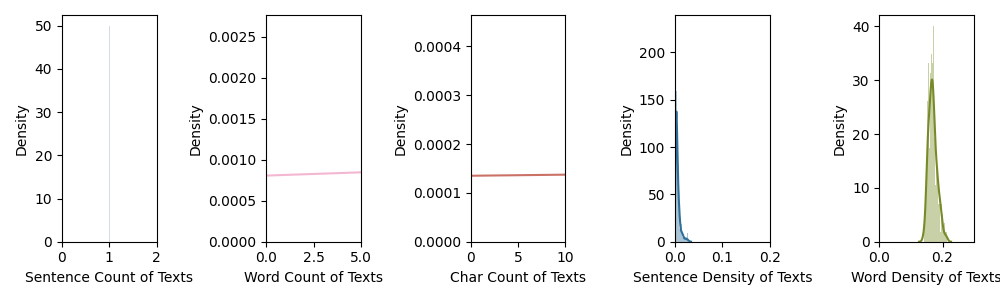 Density
50
40
30
20
10
0
0 1 2
Sentence Count of Texts
Density
0.0025
0.0020
0.0015
0.0010
0.0005
0.0000
0.0 2.5 5.0
Word Count of Texts
Density
0.0004
0.0003
0.0002
0.0001
0.0000
0 5 10
Char Count of Texts
Density
200
150
100
50
0
0.0 0.1 0.2
Sentence Density of Texts
Density
40
30
20
10
0
0.0 0.2
Word Density of Texts